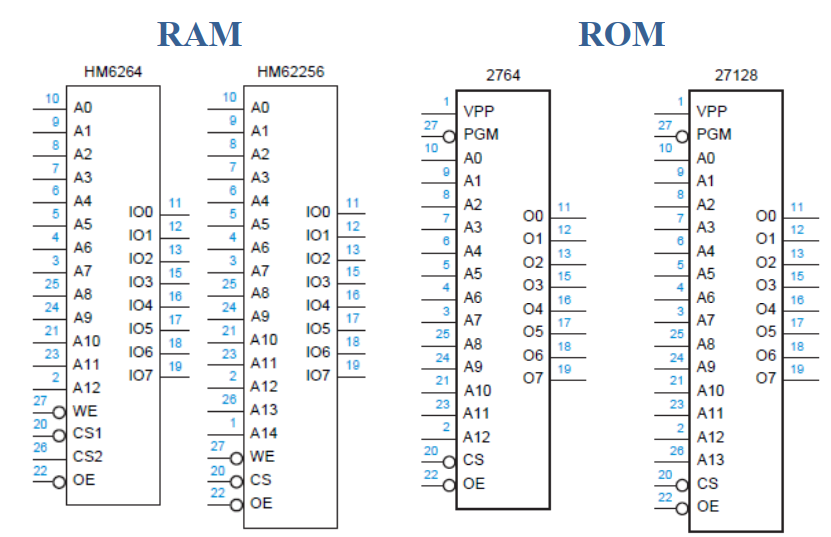 RAM
ROM
HM6264
10 A0
9 A1
8 A2
7 A3
6 A4
5 A5
4 A6
3 A7
25 A8
24 A9
21 A10
23 A11
2 A12
27 WE
20 CS1
26 CS2
22 OE
IO0 11
IO1 12
IO2 13
IO3 15
IO4 16
IO5 17
IO6 18
IO7 19
HM62256
10 A0
9 A1
8 A2
7 A3
6 A4
5 A5
4 A6
3 A7
25 A8
24 A9
21 A10
23 A11
2 A12
26 A13
1 A14
27 WE
20 CS
22 OE
IO0 11
IO1 12
IO2 13
IO3 15
IO4 16
IO5 17
IO6 18
IO7 19
2764
1 VPP
27 PGM
10 A0
9 A1
8 A2
7 A3
6 A4
5 A5
4 A6
3 A7
25 A8
24 A9
21 A10
23 A11
2 A12
20 CS
22 OE
O0 11
O1 12
O2 13
O3 15
O4 16
O5 17
O6 18
O7 19
27128
1 VPP
27 PGM
10 A0
9 A1
8 A2
7 A3
6 A4
5 A5
4 A6
3 A7
25 A8
24 A9
21 A10
23 A11
2 A12
26 A13
20 CS
22 OE
O0 11
O1 12
O2 13
O3 15
O4 16
O5 17
O6 18
O7 19